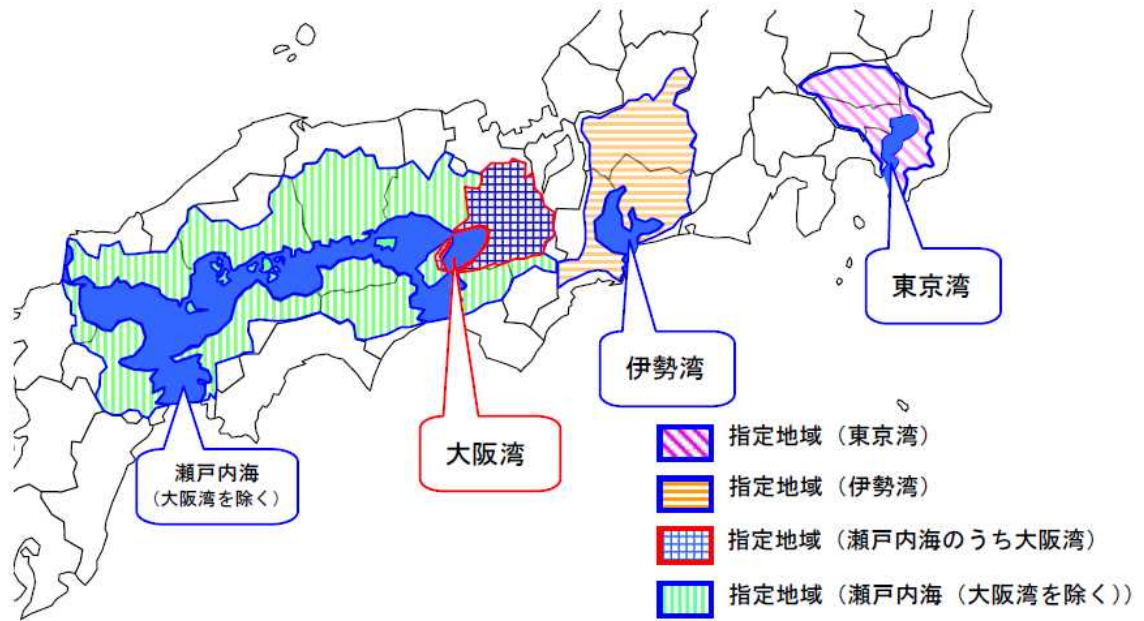 東京湾
伊勢湾
大阪湾
瀬戸内海
（大阪湾を除く）
指定地域（東京湾）
指定地域（伊勢湾）
指定地域（瀬戸内海のうち大阪湾）
指定地域（瀬戸内海（大阪湾を除く））